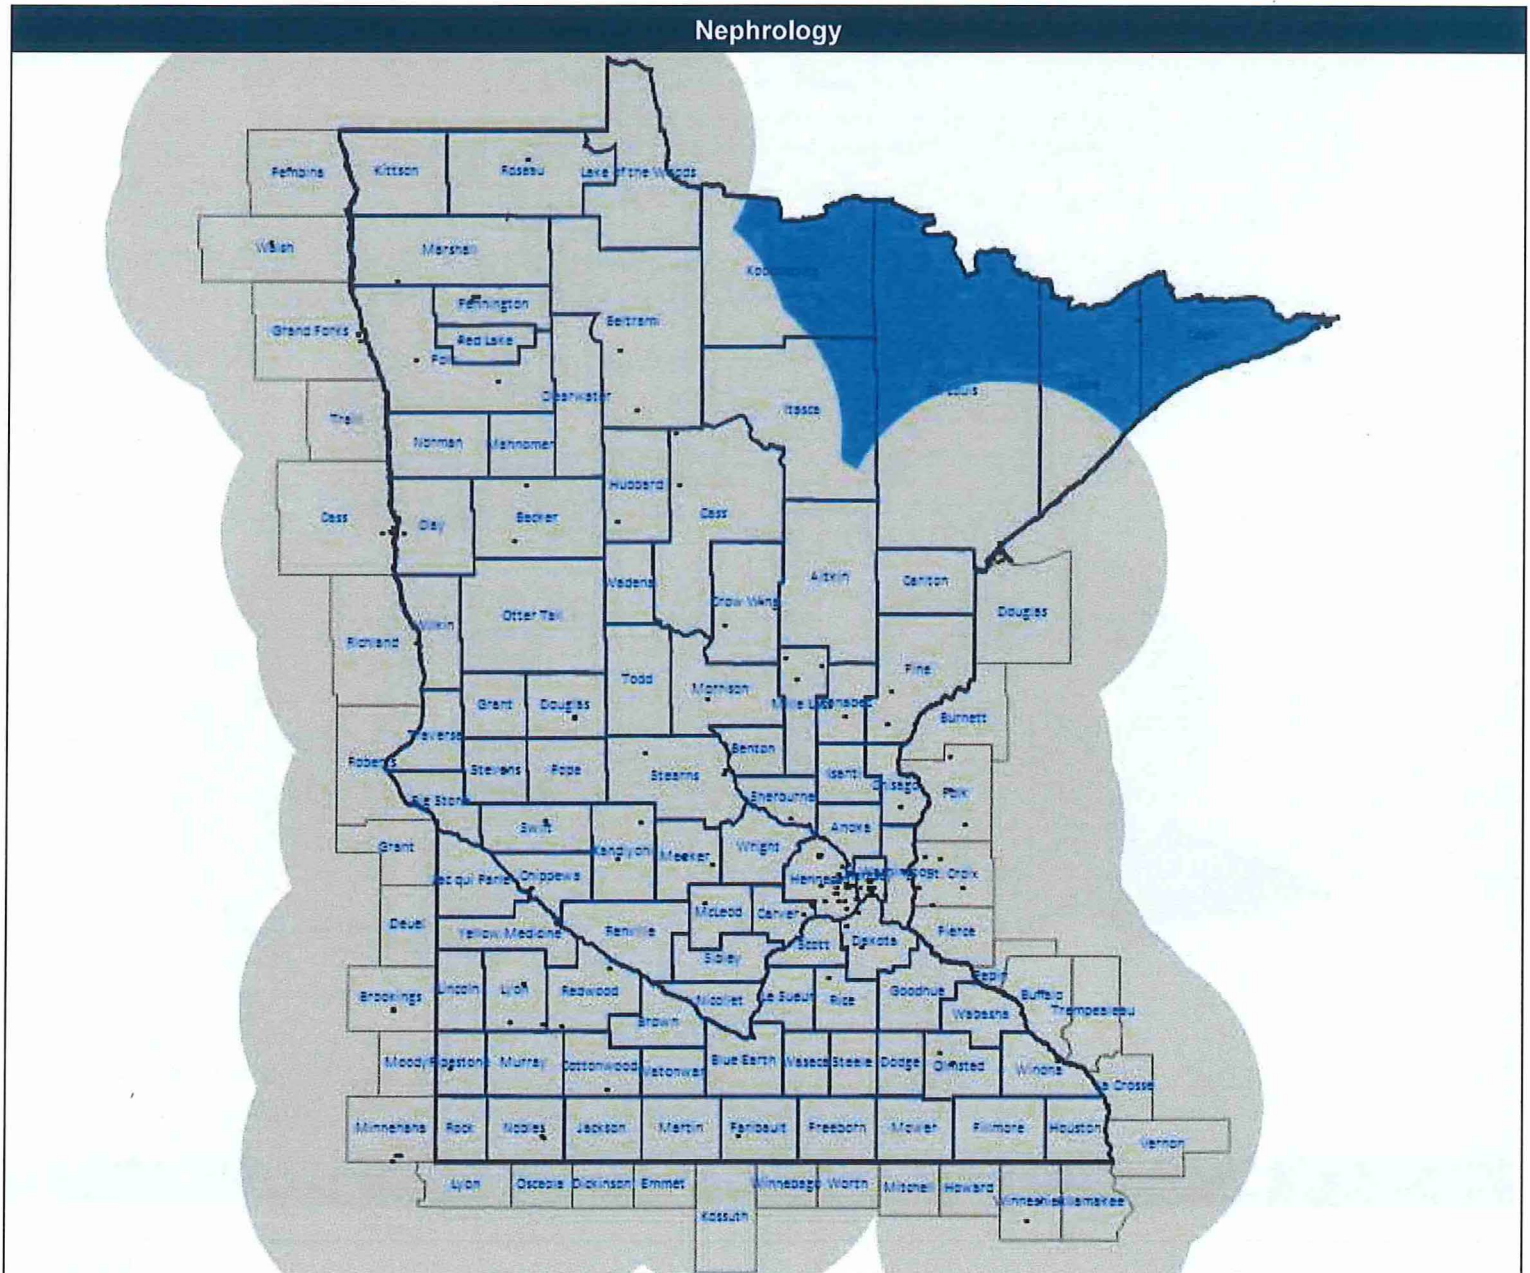 Nephrology
Pembina Kittson Roseau Lake of the Woods
Walsh Marshall
Koochiching
Pennington
Grand Forks Beltrami
Red Lake
Polk
St. Louis
Traill Clearwater Itasca
Norman Mahnomen
Hubbard
Cass Clay Becker Cass
Wadena Aitkin Carlton
Crow Wing
Otter Tail Douglas
Richland Wilkin
Pine
Todd Morrison
Grant Douglas Mille Lacs Kanabec
Burnett
Traverse Benton
Roberts Stevens Pope Stearns Isanti
Chisago Polk
Big Stone Sherburne
Swift Anoka
Grant Kandiyohi Meeker Wright
Lac qui Parle Chippewa Hennepin St. Croix
McLeod Carver
Deuel Yellow Medicine Renville Pierce
Scott Dakota
Sibley
Pepin
Brookings Lincoln Lyon Redwood Nicollet Le Sueur Rice Goodhue Buffalo
Wabasha Trempealeau
Brown
Moody Pipestone Murray Cottonwood Watonwan Blue Earth Waseca Steele Dodge Olmsted Winona
La Crosse
Minnehaha Rock Nobles Jackson Martin Faribault Freeborn Mower Fillmore Houston
Vernon
Lyon Osceola Dickinson Emmet Winnebago Worth Mitchell Howard
Winneshiek Allamakee
Kossuth